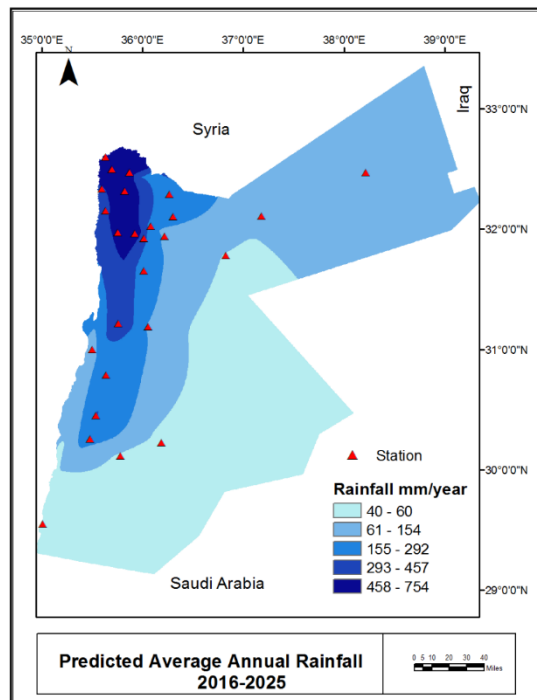 35°0'0"E 36°0'0"E 37°0'0"E 38°0'0"E 39°0'0"E
N
Iraq
33°0'0"N
Syria
32°0'0"N
31°0'0"N
Station
30°0'0"N
Rainfall mm/year
40 - 60
61 - 154
155 - 292
293 - 457
458 - 754
Saudi Arabia
29°0'0"N
Predicted Average Annual Rainfall
2016-2025
0 5 10 20 30 40
Miles